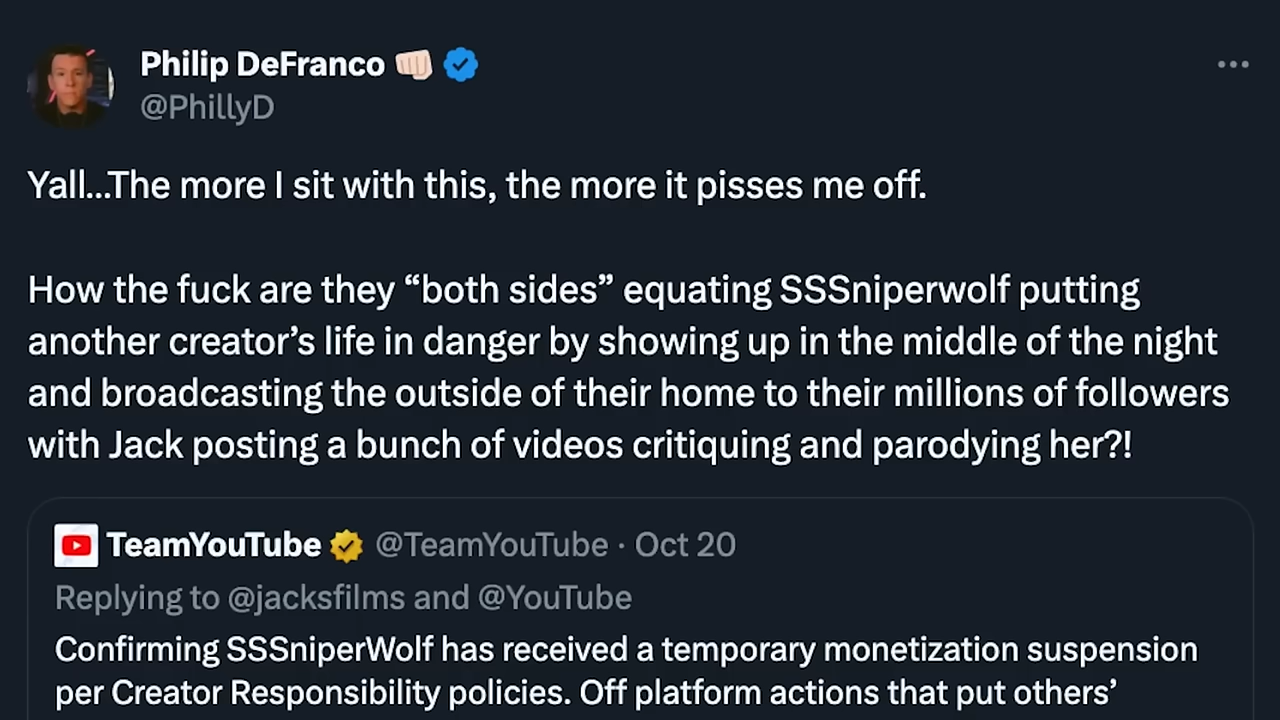 Philip DeFranco 👊🏻
@PhillyD
Yall...The more I sit with this, the more it pisses me off.
How the fuck are they “both sides” equating SSSniperwolf putting
another creator’s life in danger by showing up in the middle of the night
and broadcasting the outside of their home to their millions of followers
with Jack posting a bunch of videos critiquing and parodying her?!
TeamYouTube @TeamYouTube · Oct 20
Replying to @jacksfilms and @YouTube
Confirming SSSniperWolf has received a temporary monetization suspension
per Creator Responsibility policies. Off platform actions that put others’